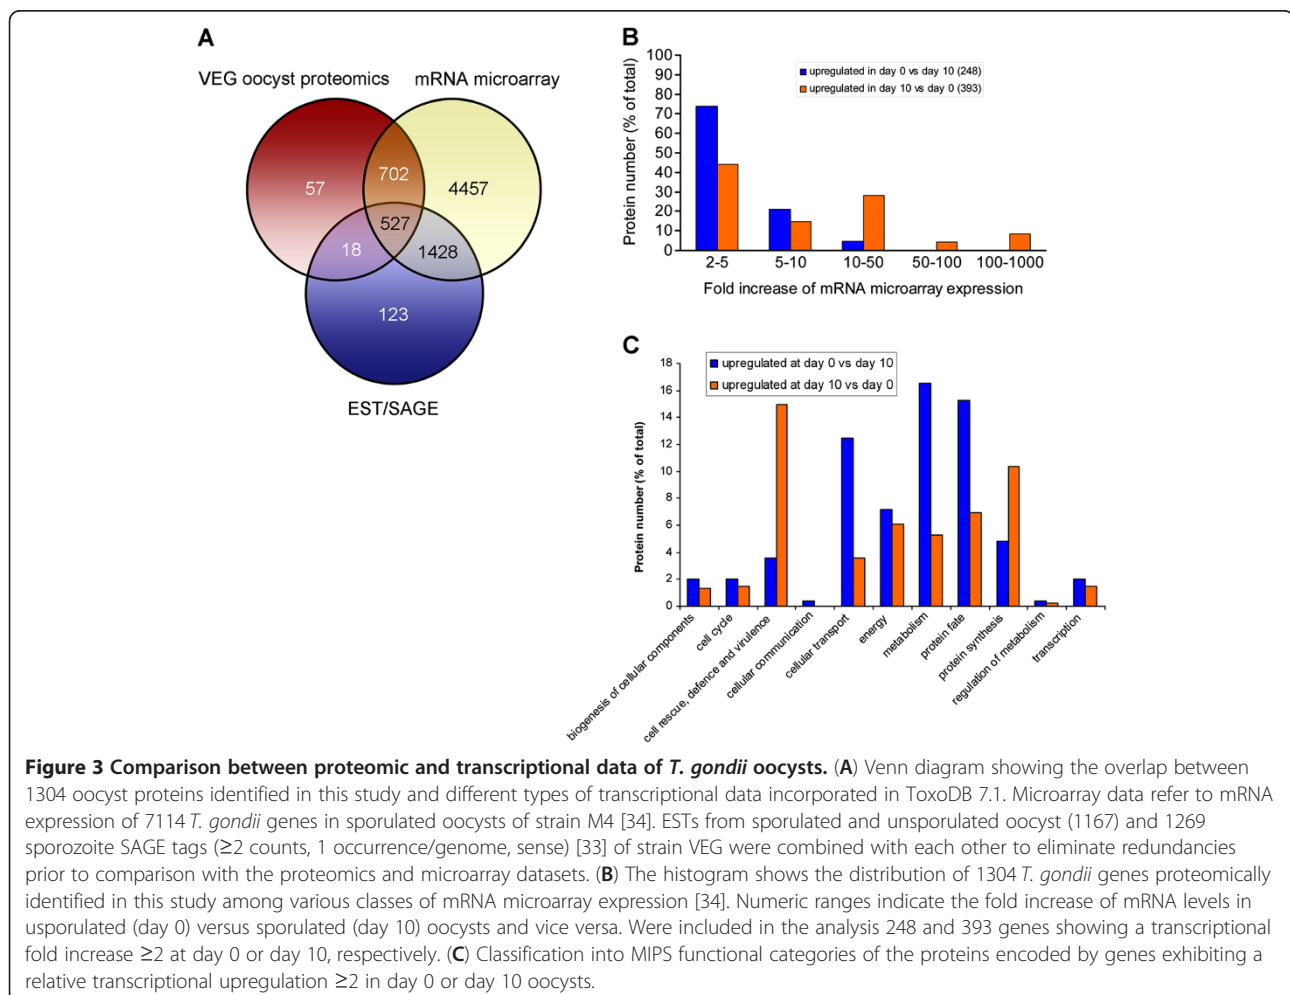 A
VEG oocyst proteomics
mRNA microarray
57
702
4457
527
18
1428
123
EST/SAGE
B
Protein number (% of total)
100
90
80
70
60
50
40
30
20
10
0
upregulated in day 0 vs day 10 (248)
upregulated in day 10 vs day 0 (393)
2-5
5-10
10-50
50-100
100-1000
Fold increase of mRNA microarray expression
C
Protein number (% of total)
18
16
14
12
10
8
6
4
2
0
upregulated at day 0 vs day 10
upregulated at day 10 vs day 0
biogenesis of cellular components
cell cycle
cell rescue, defence and virulence
cellular communication
cellular transport
energy
metabolism
protein fate
protein synthesis
regulation of metabolism
transcription
Figure 3 Comparison between proteomic and transcriptional data of T. gondii oocysts. (A) Venn diagram showing the overlap between
1304 oocyst proteins identified in this study and different types of transcriptional data incorporated in ToxoDB 7.1. Microarray data refer to mRNA
expression of 7114 T. gondii genes in sporulated oocysts of strain M4 [34]. ESTs from sporulated and unsporulated oocyst (1167) and 1269
sporozoite SAGE tags (≥2 counts, 1 occurrence/genome, sense) [33] of strain VEG were combined with each other to eliminate redundancies
prior to comparison with the proteomics and microarray datasets. (B) The histogram shows the distribution of 1304 T. gondii genes proteomically
identified in this study among various classes of mRNA microarray expression [34]. Numeric ranges indicate the fold increase of mRNA levels in
usporulated (day 0) versus sporulated (day 10) oocysts and vice versa. Were included in the analysis 248 and 393 genes showing a transcriptional
fold increase ≥2 at day 0 or day 10, respectively. (C) Classification into MIPS functional categories of the proteins encoded by genes exhibiting a
relative transcriptional upregulation ≥2 in day 0 or day 10 oocysts.